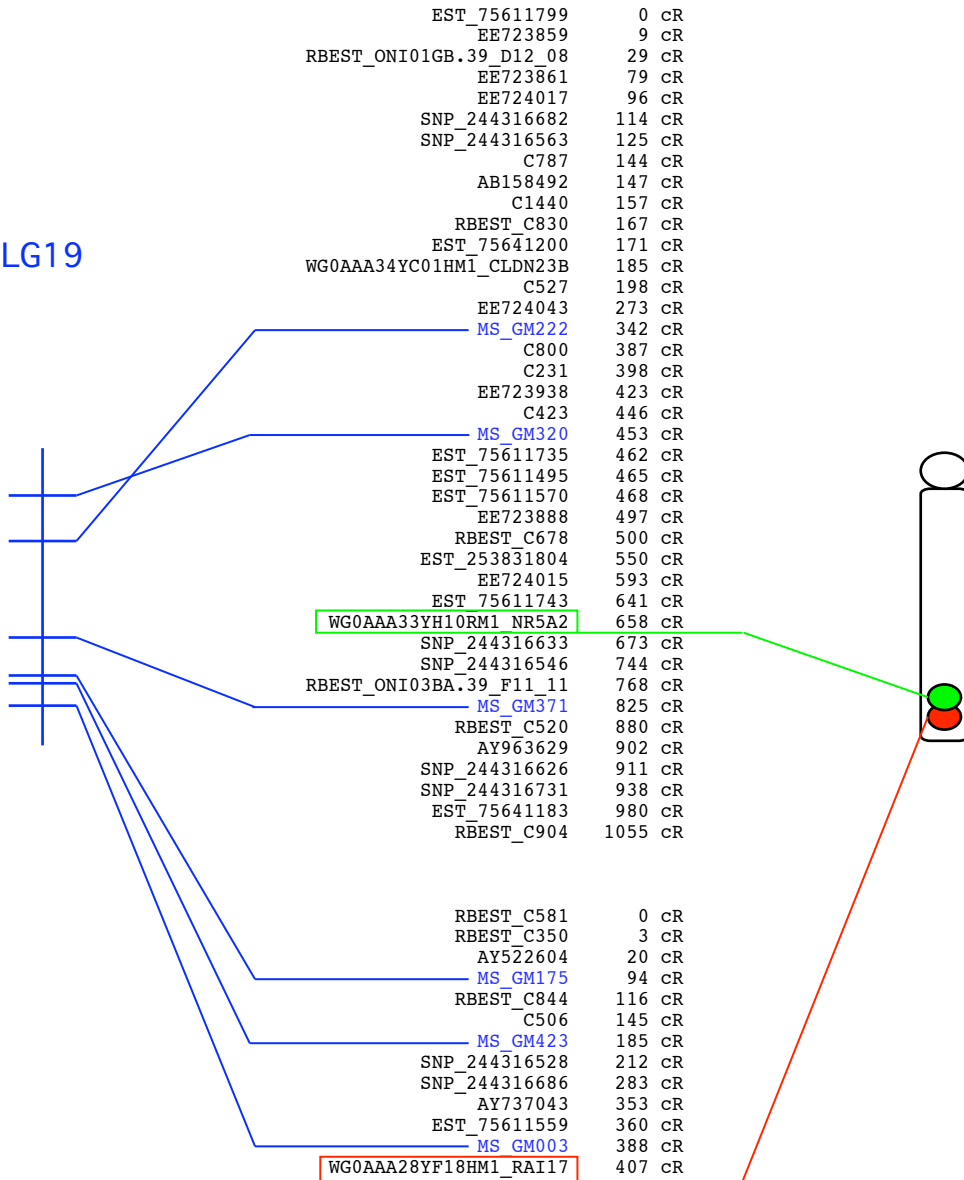 EST_75611799 0 cR
EE723859 9 cR
RBEST_ONI01GB.39_D12_08 29 cR
EE723861 79 cR
EE724017 96 cR
SNP_244316682 114 cR
SNP_244316563 125 cR
C787 144 cR
AB158492 147 cR
C1440 157 cR
RBEST_C830 167 cR
EST_75641200 171 cR
LG19
WG0AAA34YC01HM1_CLDN23B 185 cR
C527 198 cR
EE724043 273 cR
MS_GM222 342 cR
C800 387 cR
C231 398 cR
EE723938 423 cR
C423 446 cR
MS_GM320 453 cR
EST_75611735 462 cR
EST_75611495 465 cR
EST_75611570 468 cR
EE723888 497 cR
RBEST_C678 500 cR
EST_253831804 550 cR
EE724015 593 cR
EST_75611743 641 cR
WG0AAA33YH10RM1_NR5A2 658 cR
SNP_244316633 673 cR
SNP_244316546 744 cR
RBEST_ONI03BA.39_F11_11 768 cR
MS_GM371 825 cR
RBEST_C520 880 cR
AY963629 902 cR
SNP_244316626 911 cR
SNP_244316731 938 cR
EST_75641183 980 cR
RBEST_C904 1055 cR
RBEST_C581 0 cR
RBEST_C350 3 cR
AY522604 20 cR
MS_GM175 94 cR
RBEST_C844 116 cR
C506 145 cR
MS_GM423 185 cR
SNP_244316528 212 cR
SNP_244316686 283 cR
AY737043 353 cR
EST_75611559 360 cR
MS_GM003 388 cR
WG0AAA28YF18HM1_RAI17 407 cR